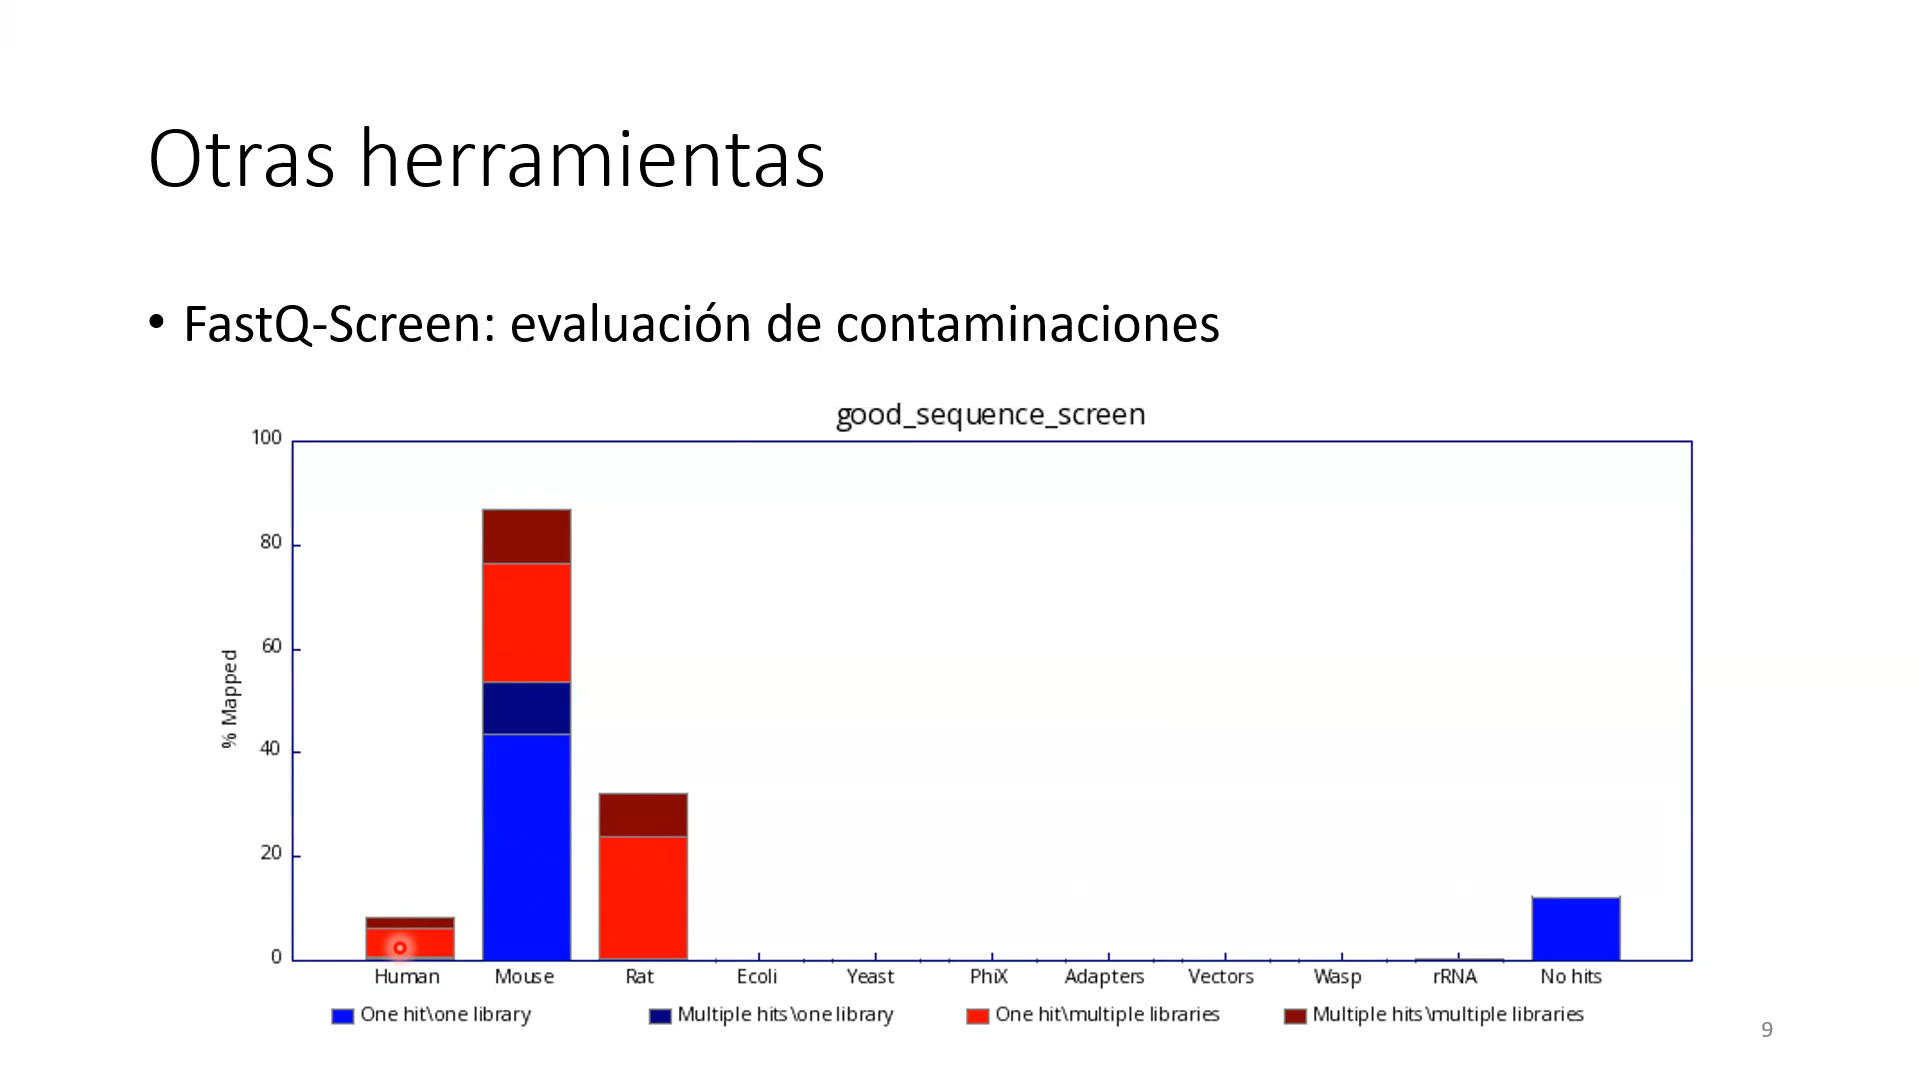 Otras herramientas
• FastQ-Screen: evaluación de contaminaciones
good_sequence_screen
100
80
60
40
20
0
% Mapped
Human Mouse Rat Ecoli Yeast PhiX Adapters Vectors Wasp rRNA No hits
One hit\one library Multiple hits\one library One hit\multiple libraries Multiple hits\multiple libraries
9